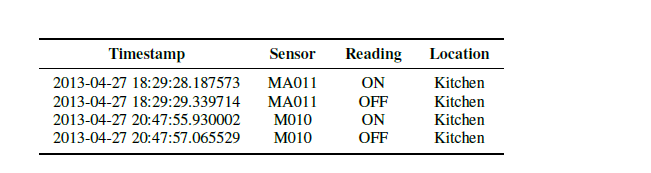 Timestamp Sensor Reading Location
2013-04-27 18:29:28.187573 MA011 ON Kitchen
2013-04-27 18:29:29.339714 MA011 OFF Kitchen
2013-04-27 20:47:55.930002 M010 ON Kitchen
2013-04-27 20:47:57.065529 M010 OFF Kitchen